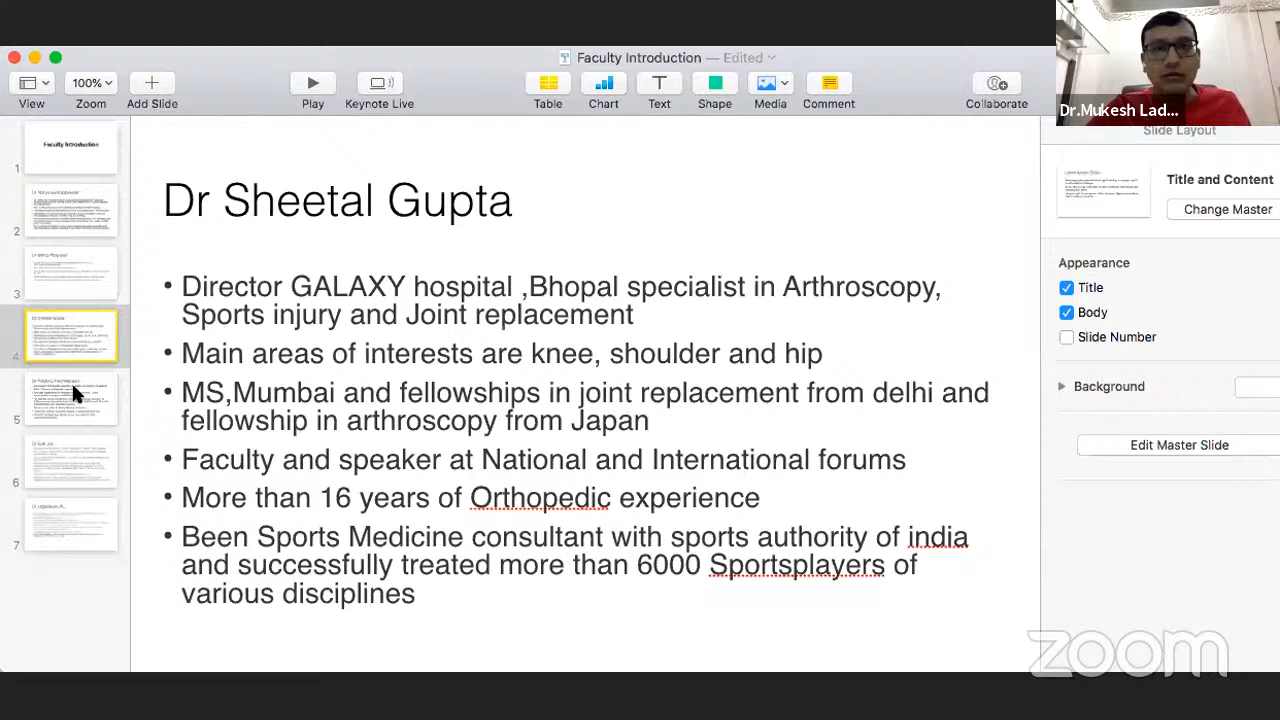 Faculty Introduction — Edited
100%
View
Zoom
Add Slide
Play
Keynote Live
Table
Chart
Text
Shape
Media
Comment
Collaborate
Dr.Mukesh Lad...
1
Faculty Introduction
2
3
4
5
6
7
Dr Sheetal Gupta
• Director GALAXY hospital ,Bhopal specialist in Arthroscopy,
Sports injury and Joint replacement
• Main areas of interests are knee, shoulder and hip
• MS,Mumbai and fellowships in joint replacement from delhi and
fellowship in arthroscopy from Japan
• Faculty and speaker at National and International forums
• More than 16 years of Orthopedic experience
• Been Sports Medicine consultant with sports authority of india
and successfully treated more than 6000 Sportsplayers of
various disciplines
Slide Layout
Title and Content
Change Master
Appearance
Title
Body
Slide Number
Background
Edit Master Slide
zoom